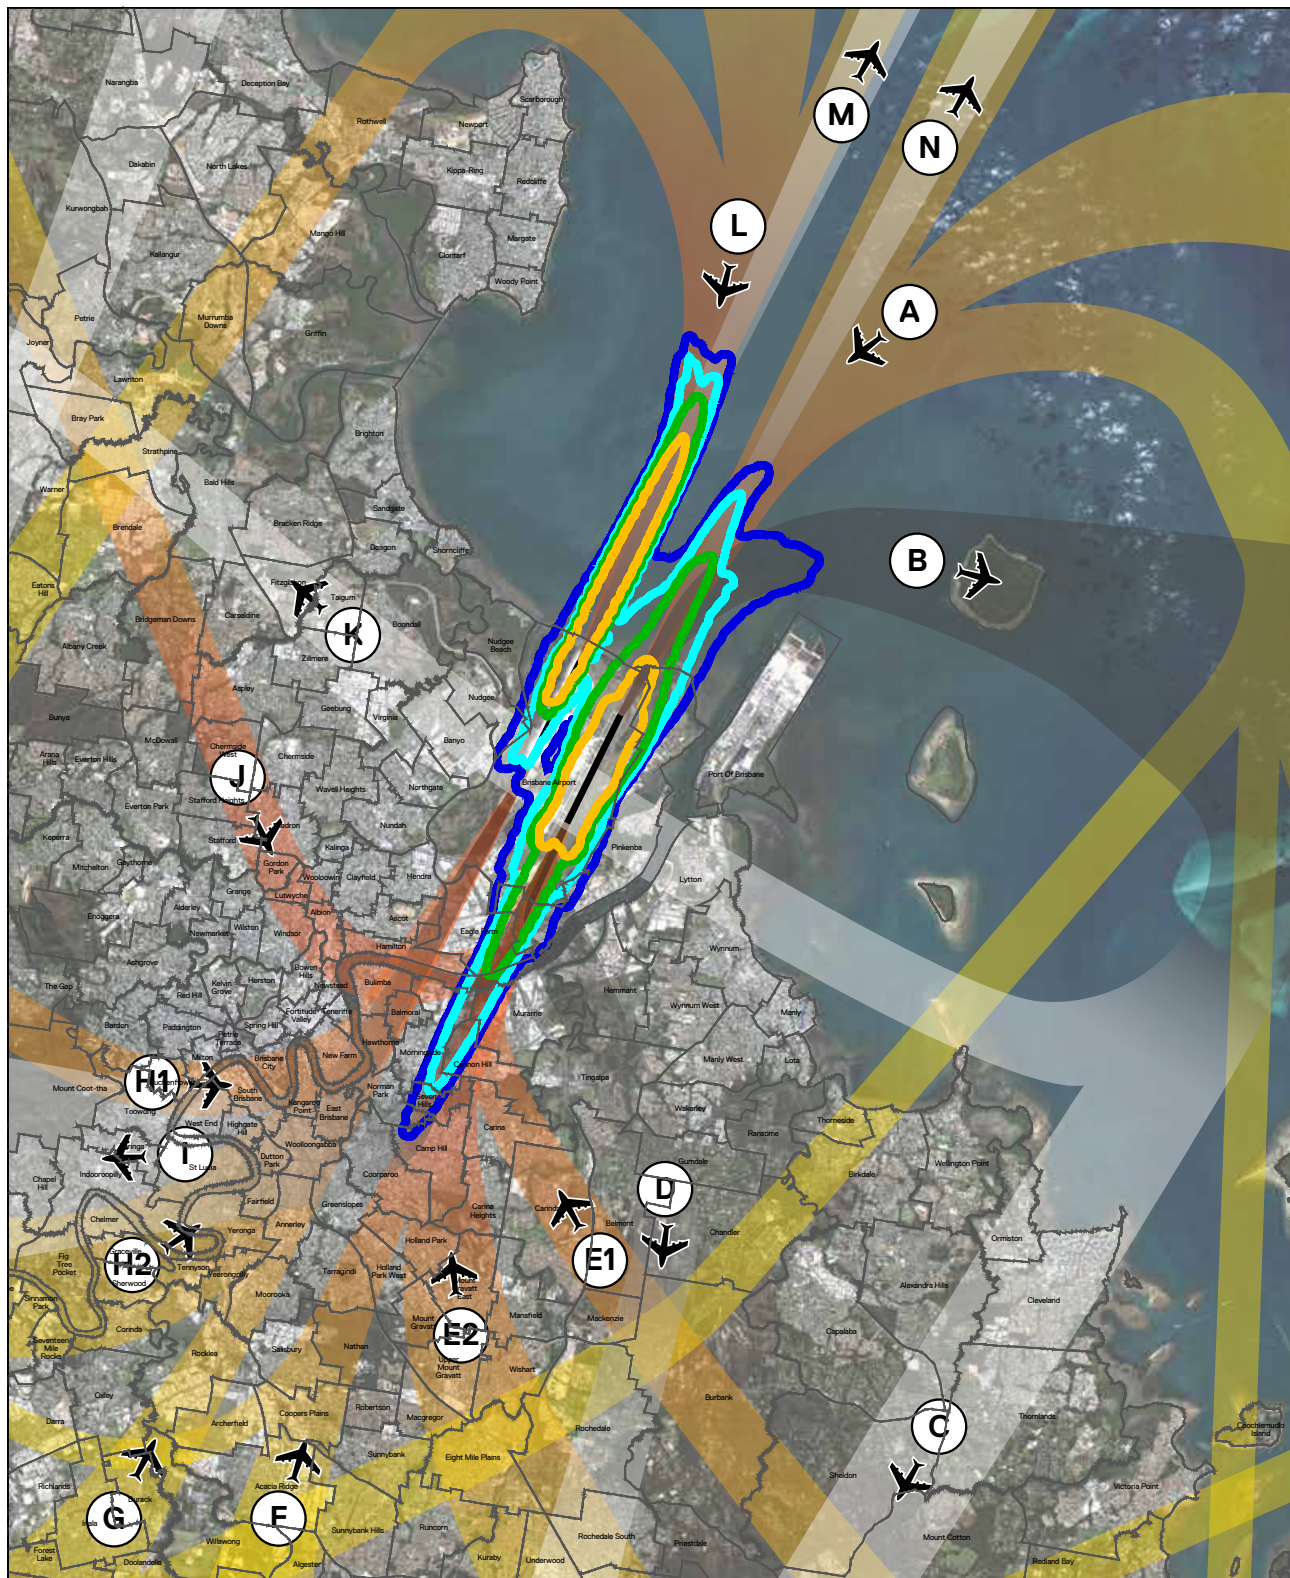 Narangba
Deception Bay
Scarborough
Rothwell
Newport
M
N
Dakabin
North Lakes
Kippa-Ring
Redcliffe
Kurwongbah
Mango Hill
Margate
L
Kallangur
Clontarf
Woody Point
A
Petrie
Murrumba
Downs
Griffin
Joyner
Lawnton
Bray Park
Brighton
Strathpine
Warner
Bald Hills
Sandgate
Brendale
Bracken Ridge
Deagon
Shorncliffe
B
Eatons
Hill
Fitzgibbon
Taigum
Carseldine
Boondall
Bridgeman Downs
K
Albany Creek
Zillmere
Nudgee
Beach
Aspley
Nudgee
Geebung
Virginia
Bunya
McDowall
Banyo
Chermside
West
Chermside
Arana
Hills
Everton Hills
J
Port Of Brisbane
Brisbane Airport
Wavell Heights
Northgate
Stafford Heights
Everton Park
Nundah
Keperra
Stafford
Kalinga
Pinkenba
Mitchelton
Gaythorne
Gordon
Park
Wooloowin
Clayfield
Hendra
Lytton
Grange
Lutwyche
Alderley
Albion
Enoggera
Ascot
Newmarket
Wilston
Windsor
Eagle Farm
Hamilton
Wynnum
Ashgrove
Bowen
Hills
The Gap
Kelvin
Grove
Herston
Newstead
Bulimba
Hemmant
Red Hill
Wynnum West
Fortitude
Valley
Teneriffe
Balmoral
Murarrie
Manly
Bardon
Paddington
Petrie
Terrace
Spring Hill
Hawthorne
Milton
Brisbane
City
New Farm
Morningside
Cannon Hill
Manly West
Lota
H1
Mount Coot-tha
South
Brisbane
Norman
Park
Tingalpa
Toowong
Kangaroo
Point
East
Brisbane
Seven
Hills
Wakerley
West End
Highgate
Hill
Carina
Thorneside
Woolloongabba
Camp Hill
Ransome
I
Dutton
Park
St Lucia
Indooroopilly
Coorparoo
Gumdale
Birkdale
Wellington Point
Chapel
Hill
D
Fairfield
Greenslopes
Carina
Heights
Carindale
Chelmer
Yeronga
Annerley
Belmont
Chandler
Ormiston
Holland Park
Graceville
H2
Fig
Tree
Pocket
Tennyson
Yeerongpilly
Sherwood
Tarragindi
Holland
Park West
Mount
Gravatt
East
E1
Alexandra Hills
Sinnamon
Park
Moorooka
Cleveland
Mansfield
Mackenzie
Corinda
Mount
Gravatt
E2
Capalaba
Seventeen
Mile
Rocks
Rocklea
Salisbury
Nathan
Upper
Mount
Gravatt
Wishart
Oxley
Burbank
Robertson
Coopers Plains
Macgregor
Thornlands
Darra
Archerfield
Rochedale
C
Coochiemudlo
Island
Sunnybank
Eight Mile Plains
Sheldon
Richlands
Acacia Ridge
Victoria Point
Durack
G
Inala
F
Sunnybank Hills
Runcorn
Rochedale South
Mount Cotton
Willawong
Priestdale
Forest
Lake
Doolandella
Algester
Kuraby
Underwood
Redland Bay